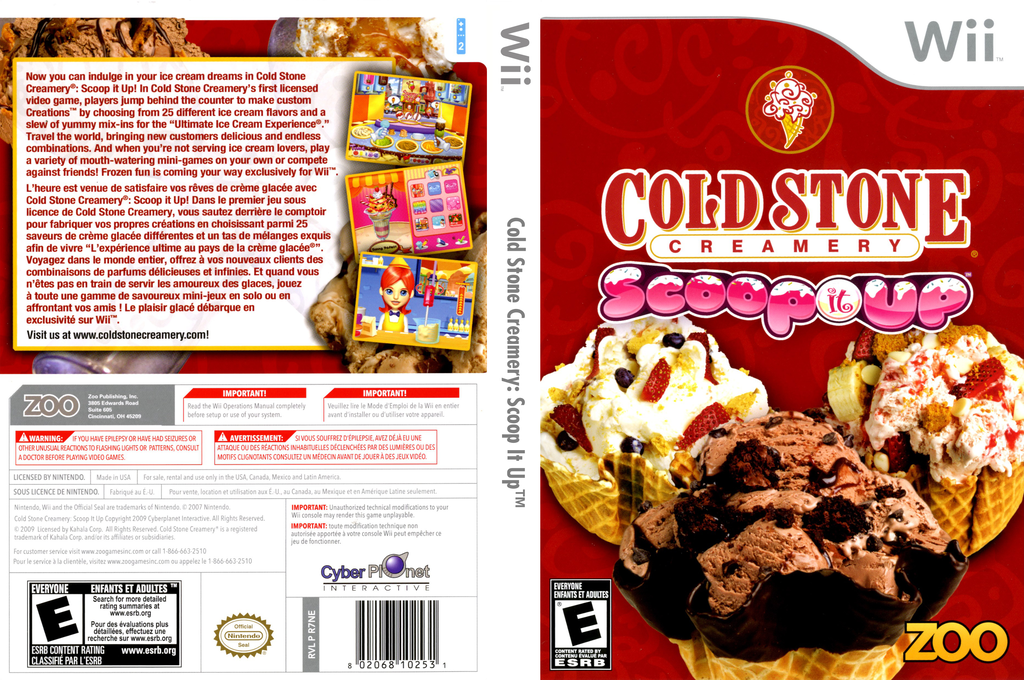 Now you can indulge in your ice cream dreams in Cold Stone
Creamery®: Scoop it Up! In Cold Stone Creamery's first licensed
video game, players jump behind the counter to make custom
Creations™ by choosing from 25 different ice cream flavors and a
slew of yummy mix-ins for the “Ultimate Ice Cream Experience®.”
Travel the world, bringing new customers delicious and endless
combinations. And when you're not serving ice cream lovers, play
a variety of mouth-watering mini-games on your own or compete
against friends! Frozen fun is coming your way exclusively for Wii™.
L'heure est venue de satisfaire vos rêves de crème glacée avec
Cold Stone Creamery®: Scoop it Up! Dans le premier jeu sous
licence de Cold Stone Creamery, vous sautez derrière le comptoir
pour fabriquer vos propres créations en choisissant parmi 25
saveurs de crème glacée différentes et un tas de mélanges exquis
afin de vivre “L'expérience ultime au pays de la crème glacée®”.
Voyagez dans le monde entier, offrez à vos nouveaux clients des
combinaisons de parfums délicieuses et infinies. Et quand vous
n'êtes pas en train de servir les amoureux des glaces, jouez
à toute une gamme de savoureux mini-jeux en solo ou en
affrontant vos amis ! Le plaisir glacé débarque en
exclusivité sur Wii™.
Visit us at www.coldstonecreamery.com!
2
ZOO
Zoo Publishing, Inc.
3805 Edwards Road
Suite 605
Cincinnati, OH 45209
IMPORTANT!
Read the Wii Operations Manual completely
before setup or use of your system.
IMPORTANT!
Veuillez lire le Mode d'Emploi de la Wii en entier
avant d'installer ou d'utiliser votre appareil.
WARNING: IF YOU HAVE EPILEPSY OR HAVE HAD SEIZURES OR
OTHER UNUSUAL REACTIONS TO FLASHING LIGHTS OR PATTERNS, CONSULT
A DOCTOR BEFORE PLAYING VIDEO GAMES.
AVERTISSEMENT: SI VOUS SOUFFREZ D'ÉPILEPSIE, AVEZ DÉJÀ EU UNE
ATTAQUE OU DES RÉACTIONS INHABITUELLES DÉCLENCHÉES PAR DES LUMIÈRES OU DES
MOTIFS CLIGNOTANTS CONSULTEZ UN MÉDECIN AVANT DE JOUER À DES JEUX VIDÉO.
LICENSED BY NINTENDO. Made in USA For sale, rental and use only in the USA, Canada, Mexico and Latin America.
SOUS LICENCE DE NINTENDO. Fabriqué au É.-U. Pour vente, location et utilisation aux É.-U., au Canada, au Mexique et en Amérique Latine seulement.
Nintendo, Wii and the Official Seal are trademarks of Nintendo. © 2007 Nintendo.
Cold Stone Creamery: Scoop It Up Copyright 2009 Cyberplanet Interactive. All Rights Reserved.
© 2009 Licensed by Kahala Corp. All Rights Reserved. Cold Stone Creamery® is a registered
trademark of Kahala Corp. and/or its affiliates or subsidiaries.
For customer service visit www.zoogamesinc.com or call 1-866-663-2510
Pour le service à la clientèle, visitez www.zoogamesinc.com ou appelez le 1-866-663-2510
IMPORTANT: Unauthorized technical modifications to your
Wii console may render this game unplayable.
IMPORTANT: toute modification technique non
autorisée apportée à votre console Wii peut empêcher ce
jeu de fonctionner.
Cyber Planet
INTERACTIVE
EVERYONE ENFANTS ET ADULTES™
E
Search for more detailed
rating summaries at
www.esrb.org
Pour des évaluations plus
détaillées, effectuez une
recherche sur www.esrb.org
ESRB CONTENT RATING www.esrb.org
CLASSIFIÉ PAR L'ESRB
Official
Nintendo
Seal
RVL P R7NE
8 02068 10253 1
Wii™
Cold Stone Creamery: Scoop It Up™
Wii™
COLD STONE
CREAMERY®
Scoop it Up™
EVERYONE
ENFANTS ET ADULTES
E
CONTENT RATED BY
CONTENU ÉVALUÉ PAR
ESRB
ZOO